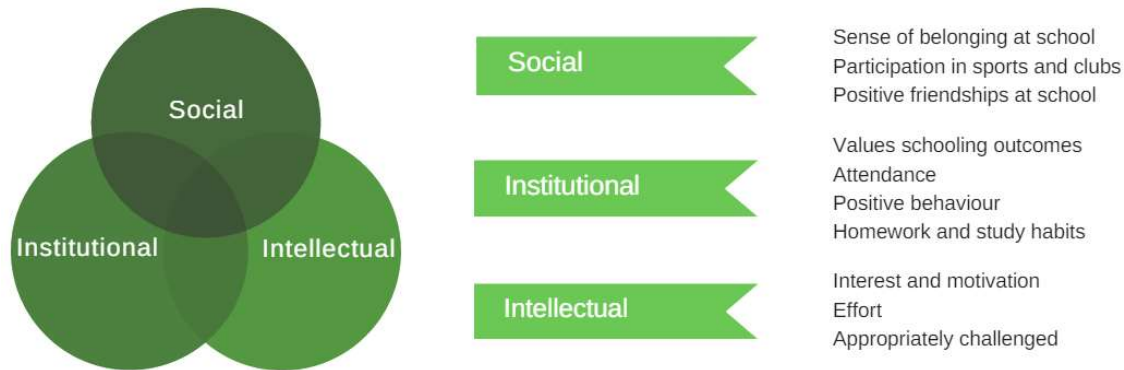 Social
Institutional
Intellectual
Social
Sense of belonging at school
Participation in sports and clubs
Positive friendships at school
Institutional
Values schooling outcomes
Attendance
Positive behaviour
Homework and study habits
Intellectual
Interest and motivation
Effort
Appropriately challenged